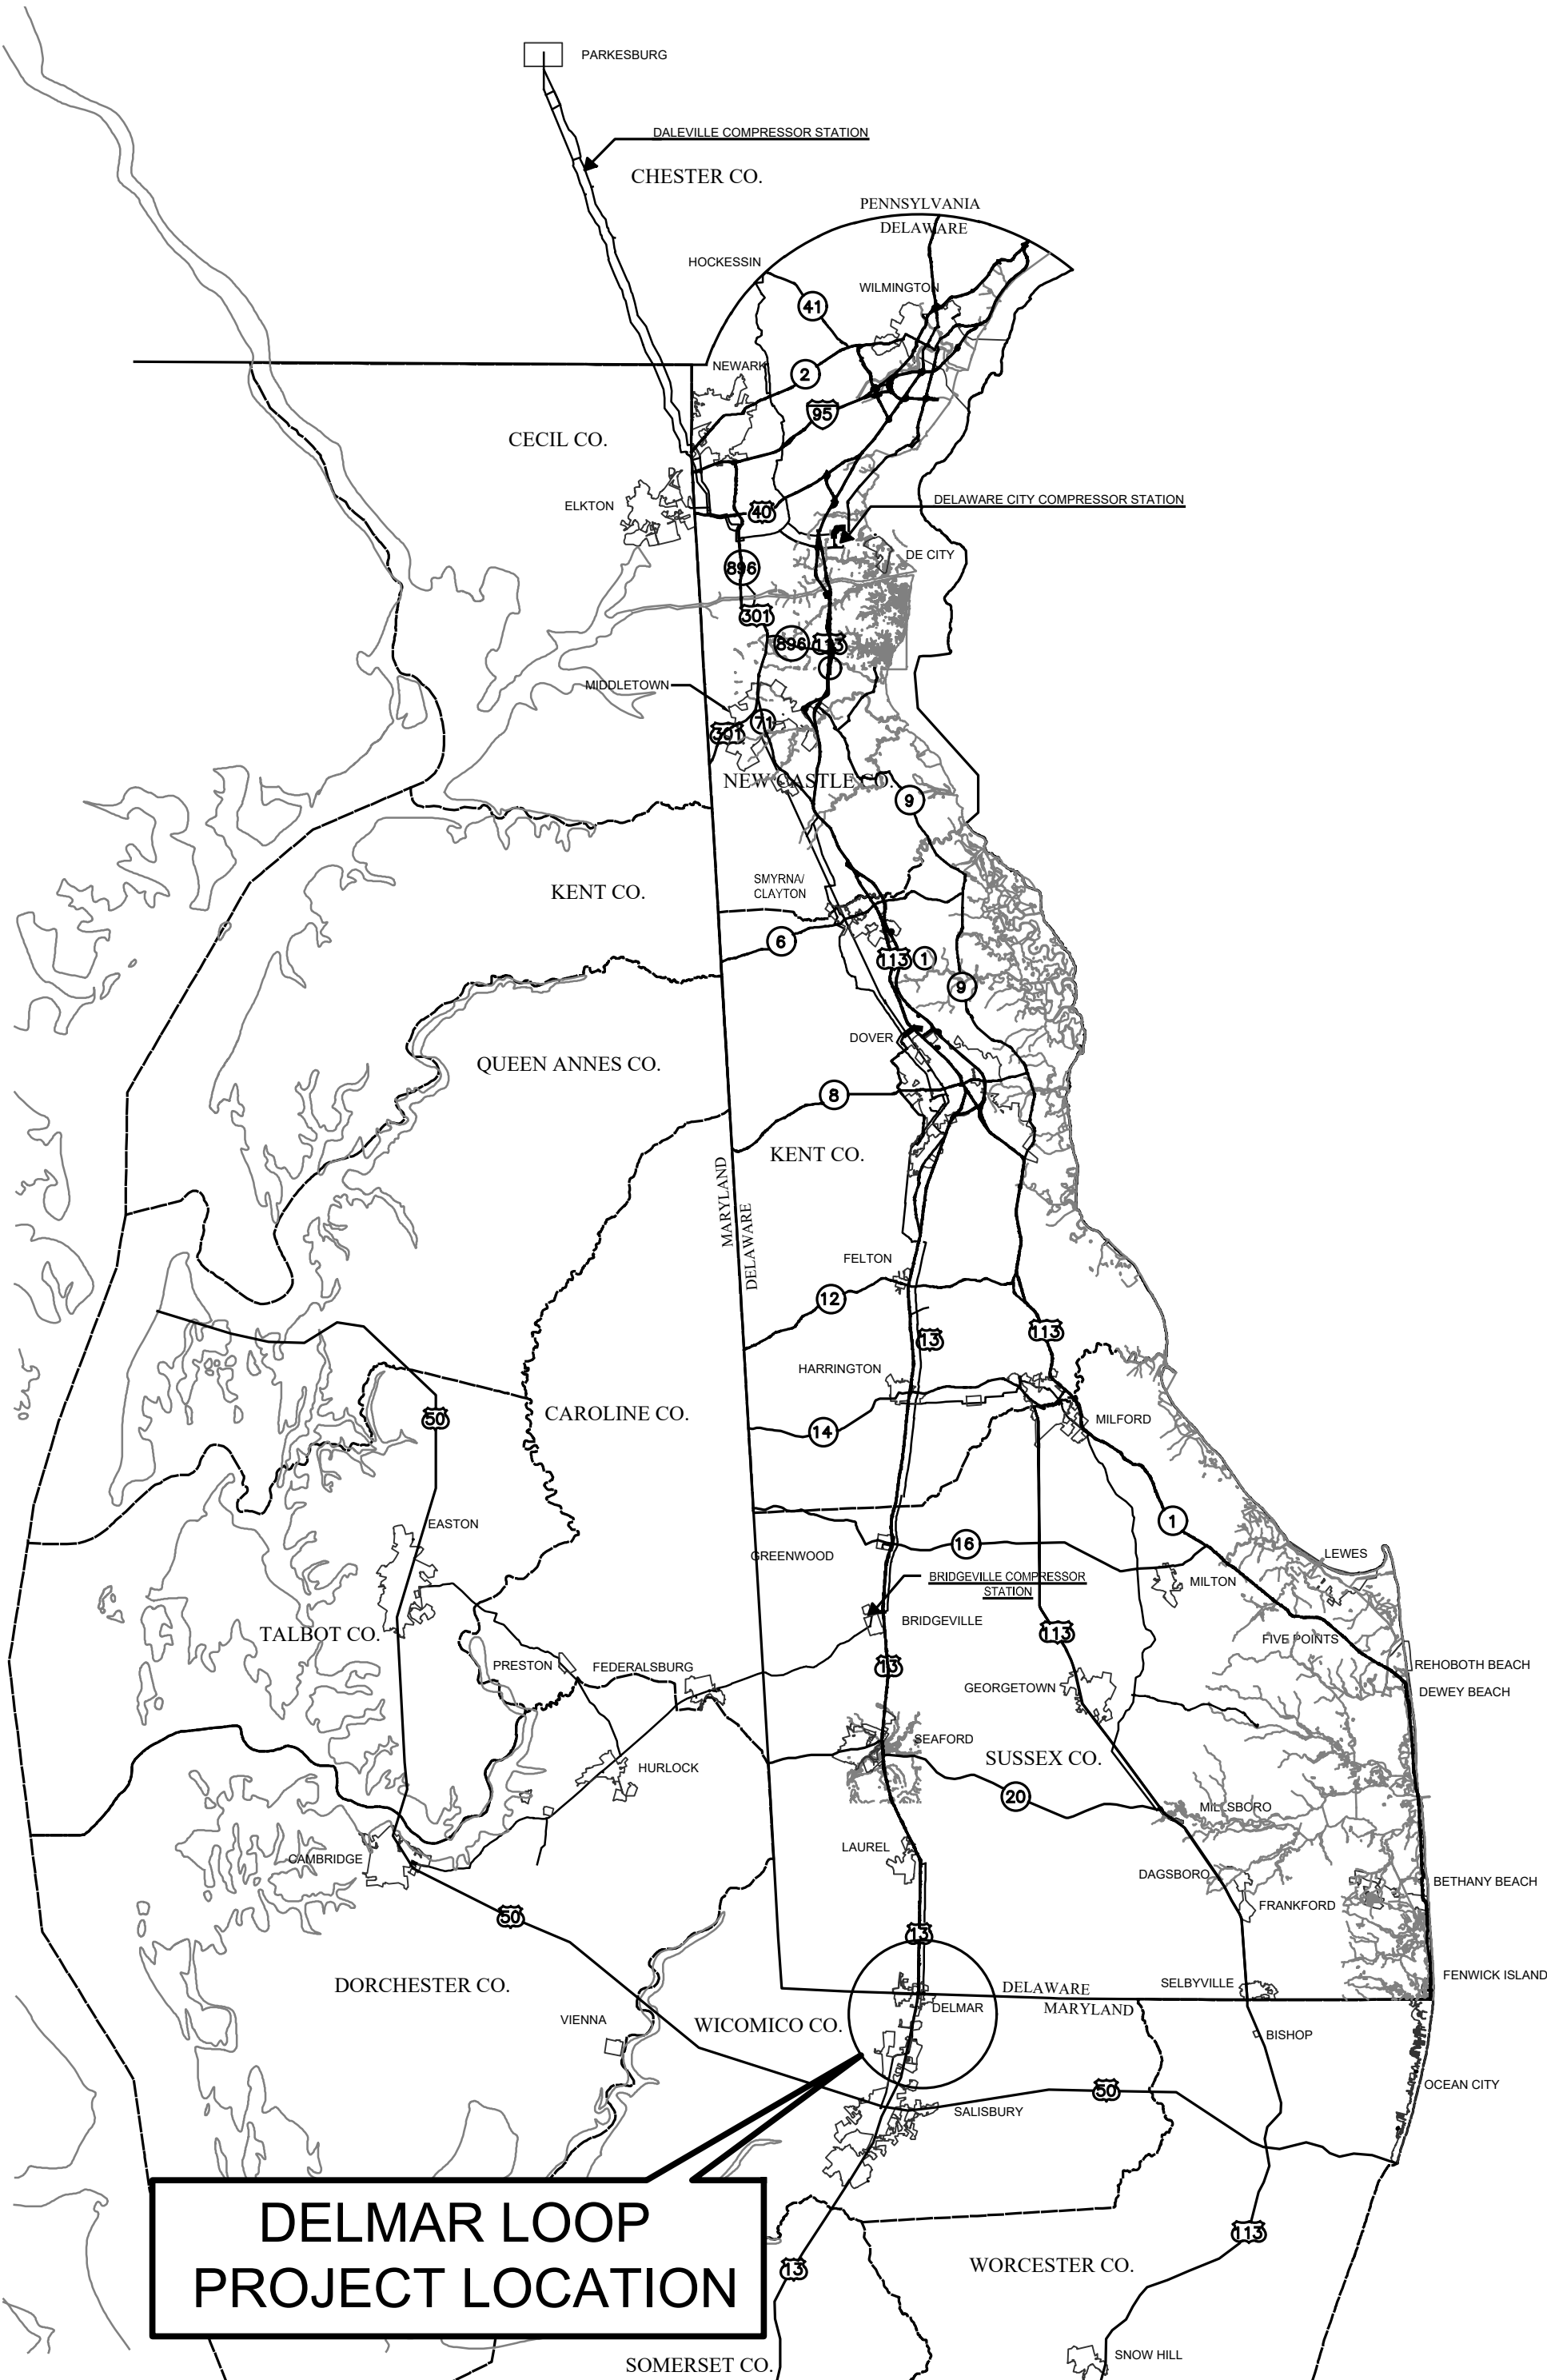 PARKESBURG
DALEVILLE COMPRESSOR STATION
CHESTER CO.
PENNSYLVANIA
DELAWARE
HOCKESSIN
WILMINGTON
41
NEWARK
2
95
CECIL CO.
ELKTON
40
DELAWARE CITY COMPRESSOR STATION
DE CITY
896
301
896
113
MIDDLETOWN
301
71
NEW CASTLE CO.
9
SMYRNA/
CLAYTON
KENT CO.
6
113
1
9
DOVER
QUEEN ANNES CO.
8
KENT CO.
MARYLAND
DELAWARE
FELTON
12
13
113
HARRINGTON
50
CAROLINE CO.
14
MILFORD
EASTON
1
16
GREENWOOD
LEWES
BRIDGEVILLE COMPRESSOR
STATION
MILTON
BRIDGEVILLE
TALBOT CO.
113
FIVE POINTS
PRESTON
FEDERALSBURG
13
REHOBOTH BEACH
GEORGETOWN
DEWEY BEACH
SEAFORD
SUSSEX CO.
HURLOCK
20
MILLSBORO
LAUREL
CAMBRIDGE
DAGSBORO
BETHANY BEACH
FRANKFORD
50
13
DORCHESTER CO.
DELAWARE
SELBYVILLE
FENWICK ISLAND
DELMAR
MARYLAND
VIENNA
WICOMICO CO.
BISHOP
50
OCEAN CITY
SALISBURY
DELMAR LOOP
PROJECT LOCATION
113
13
WORCESTER CO.
SNOW HILL
SOMERSET CO.